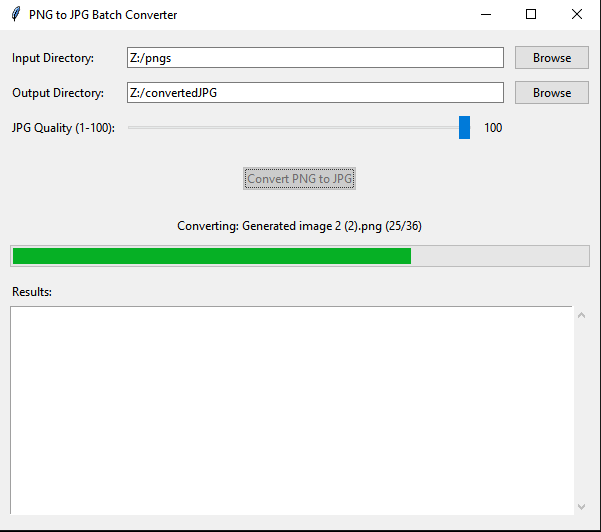 PNG to JPG Batch Converter
Input Directory: Z:/pngs Browse
Output Directory: Z:/convertedJPG Browse
JPG Quality (1-100): 100
Convert PNG to JPG
Converting: Generated image 2 (2).png (25/36)
Results: